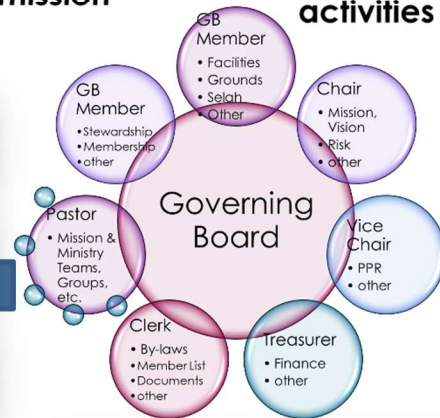 mission
activities
GB
Member
• Facilities
• Grounds
• Selah
• Other
Chair
• Mission,
Vision
• Risk
• other
Vice
Chair
• PPR
• other
Treasurer
• Finance
• other
Clerk
• By-laws
• Member List
• Documents
• other
Pastor
• Mission &
Ministry
Teams,
Groups,
etc.
GB
Member
• Stewardship
• Membership
• other
Governing
Board